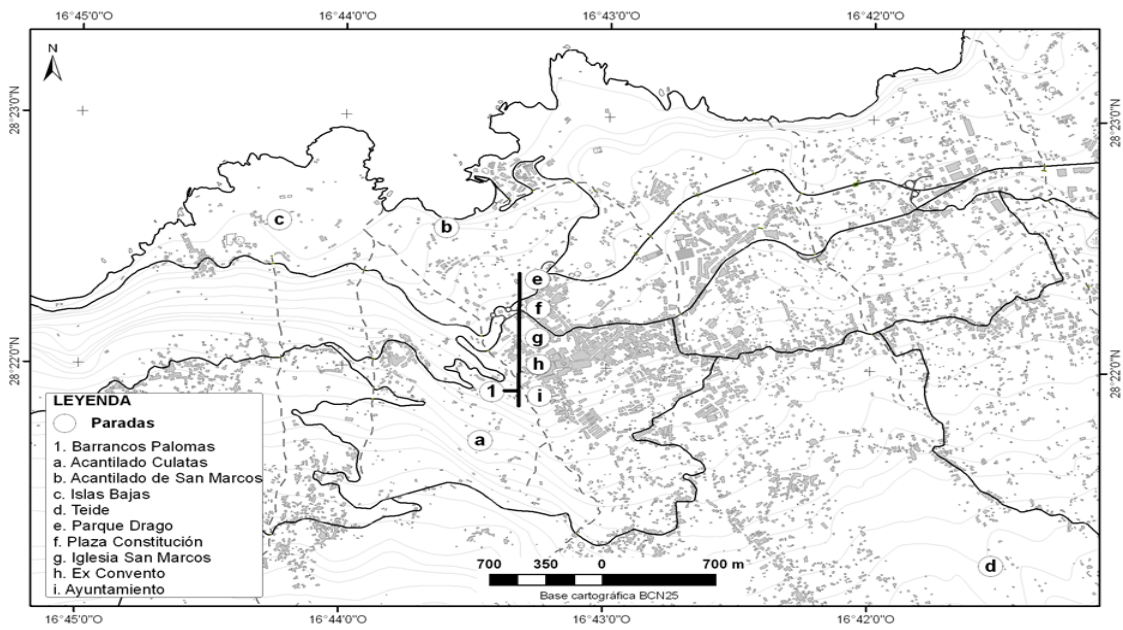 16°45'0"O 16°44'0"O 16°43'0"O 16°42'0"O
N
28°23'0"N 28°23'0"N
c
b
e
f
g
28°22'0"N 28°22'0"N
h
1 i
a
d
LEYENDA
Paradas
1. Barrancos Palomas
a. Acantilado Culatas
b. Acantilado de San Marcos
c. Islas Bajas
d. Teide
e. Parque Drago
f. Plaza Constitución
g. Iglesia San Marcos
h. Ex Convento
i. Ayuntamiento
700 350 0 700 m
Base cartográfica BCN25
16°45'0"O 16°44'0"O 16°43'0"O 16°42'0"O